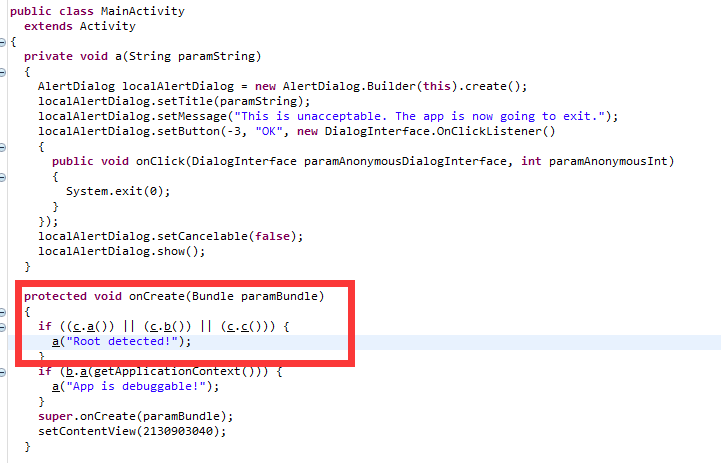 public class MainActivity
extends Activity
{
private void a(String paramString)
{
AlertDialog localAlertDialog = new AlertDialog.Builder(this).create();
localAlertDialog.setTitle(paramString);
localAlertDialog.setMessage("This is unacceptable. The app is now going to exit.");
localAlertDialog.setButton(-3, "OK", new DialogInterface.OnClickListener()
{
public void onClick(DialogInterface paramAnonymousDialogInterface, int paramAnonymousInt)
{
System.exit(0);
}
});
localAlertDialog.setCancelable(false);
localAlertDialog.show();
}
protected void onCreate(Bundle paramBundle)
{
if ((c.a()) || (c.b()) || (c.c())) {
a("Root detected!");
}
if (b.a(getApplicationContext())) {
a("App is debuggable!");
}
super.onCreate(paramBundle);
setContentView(2130903040);
}